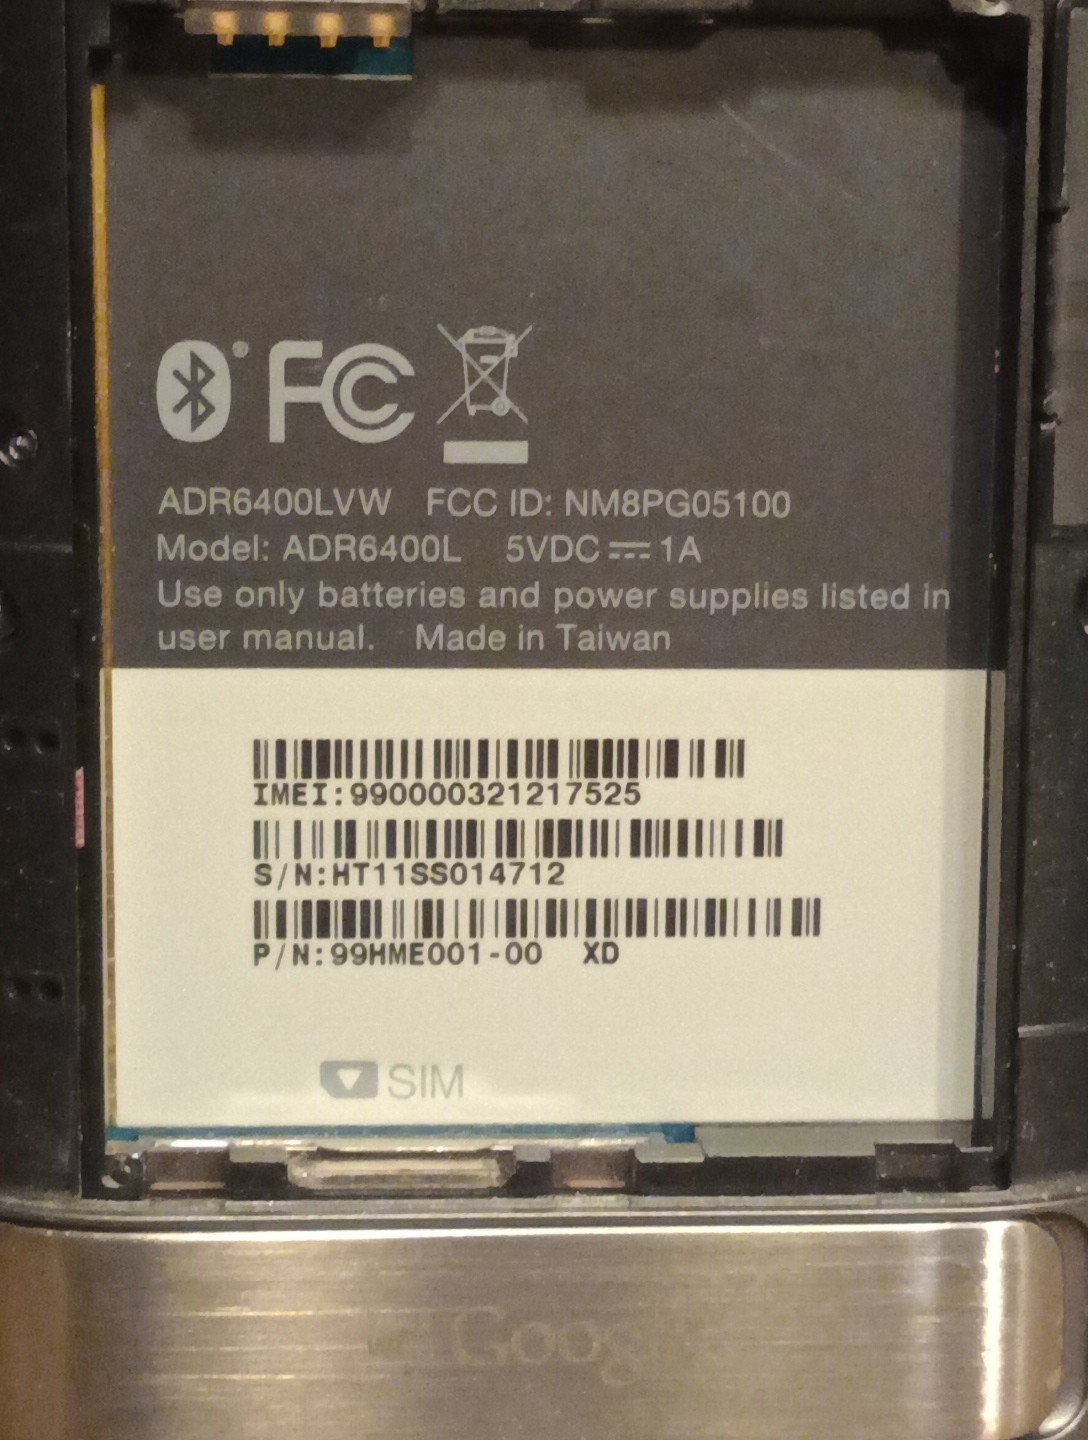 ADR6400LVW FCC ID: NM8PG05100
Model: ADR6400L 5VDC ⎓ 1A
Use only batteries and power supplies listed in
user manual. Made in Taiwan
IMEI:990000321217525
S/N:HT11SS014712
P/N:99HME001-00 XD
SIM